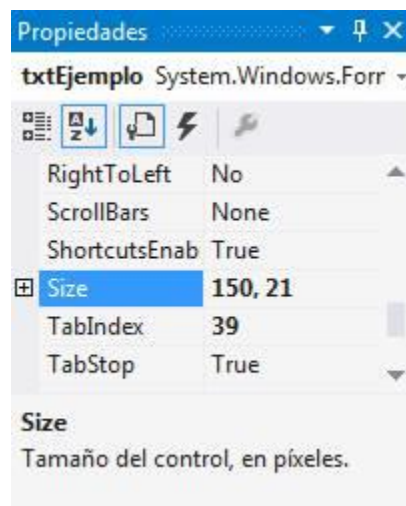 Propiedades
txtEjemplo System.Windows.Forr
RightToLeft No
ScrollBars None
ShortcutsEnab True
Size 150, 21
TabIndex 39
TabStop True
Size
Tamaño del control, en píxeles.